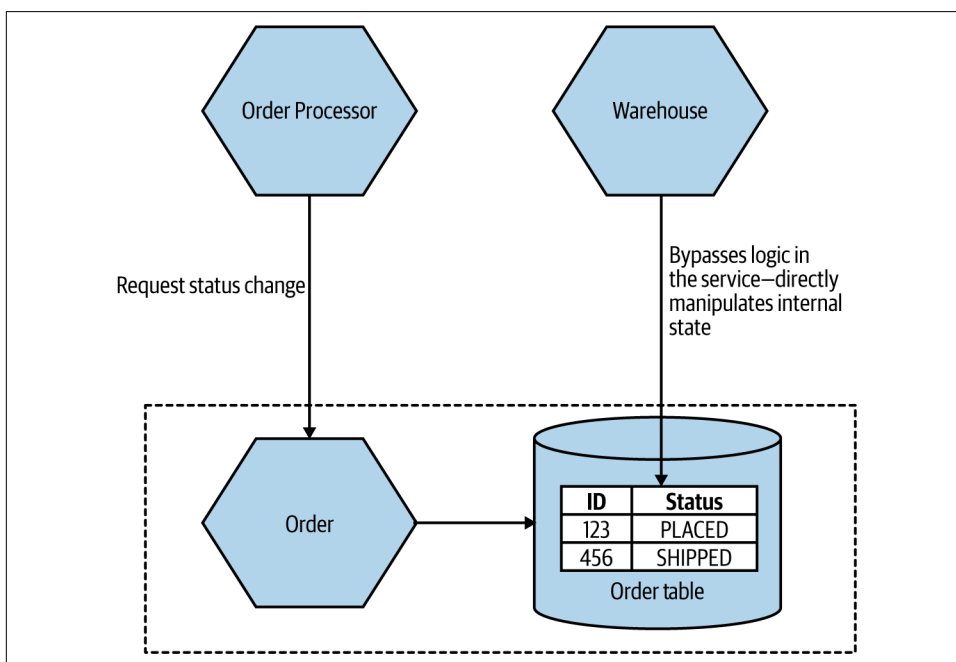 Order Processor
Warehouse
Request status change
Bypasses logic in
the service—directly
manipulates internal
state
Order
ID Status
123 PLACED
456 SHIPPED
Order table